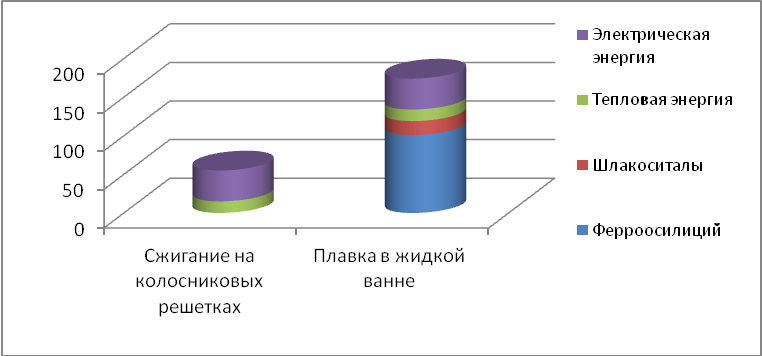 200
150
100
50
0
Сжигание на
колосниковых
решетках
Плавка в жидкой
ванне
Электрическая
энергия
Тепловая энергия
Шлакоситалы
Ферроосилиций